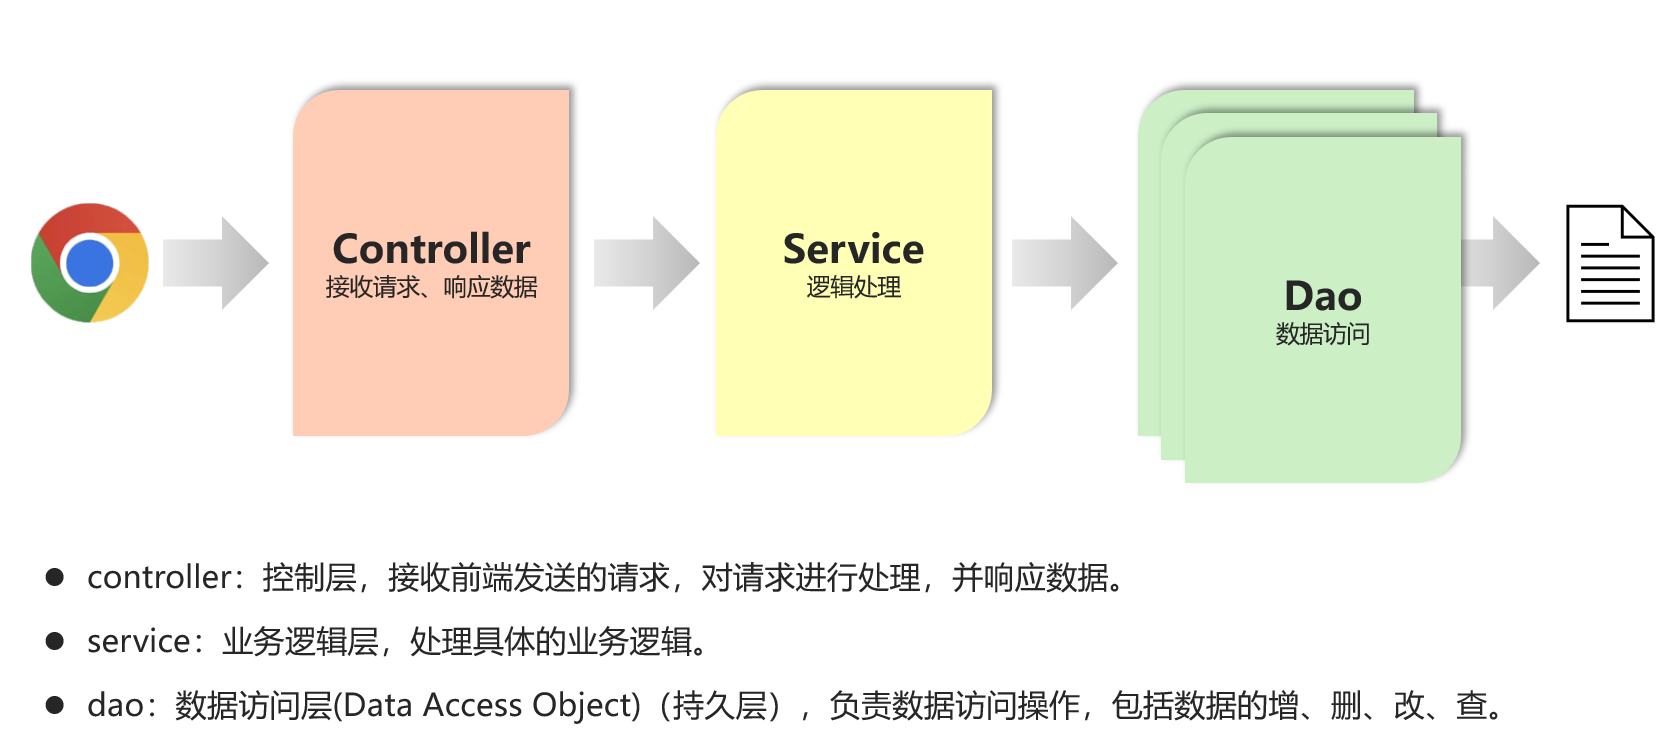 Controller
接收请求、响应数据
Service
逻辑处理
Dao
数据访问
● controller：控制层，接收前端发送的请求，对请求进行处理，并响应数据。
● service：业务逻辑层，处理具体的业务逻辑。
● dao：数据访问层(Data Access Object)（持久层），负责数据访问操作，包括数据的增、删、改、查。